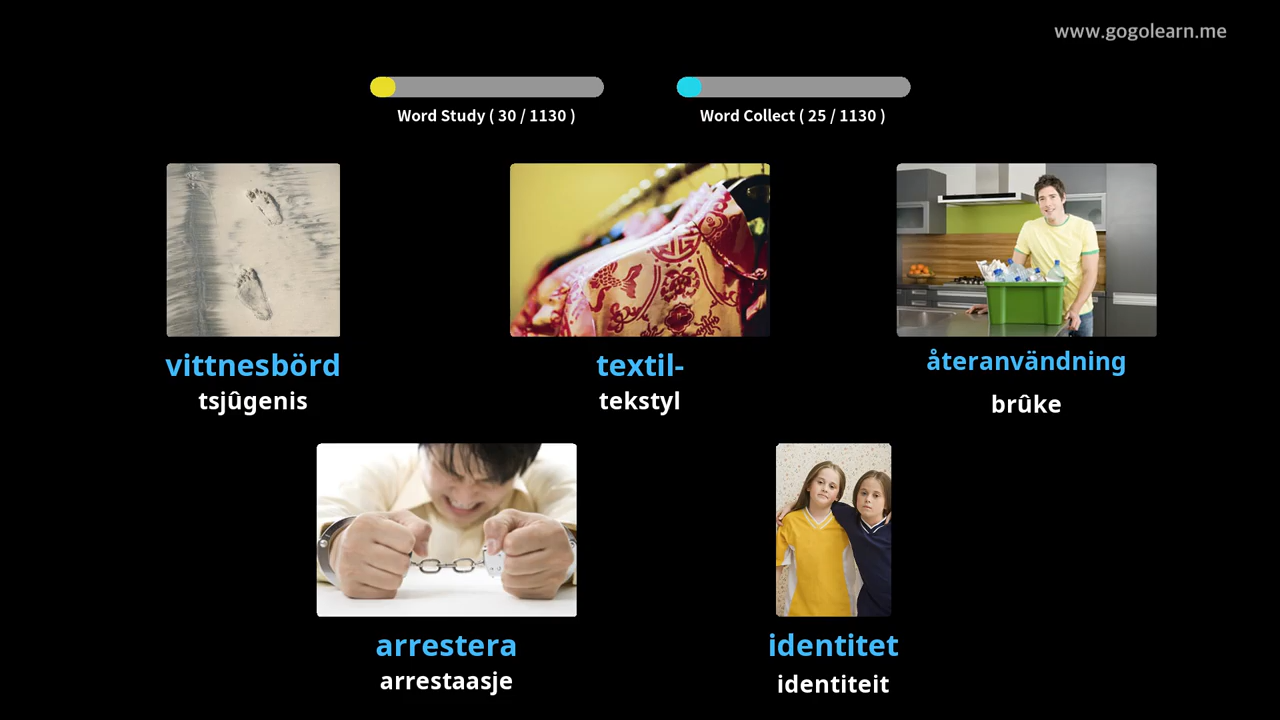 www.gogolearn.me
Word Study ( 30 / 1130 )
Word Collect ( 25 / 1130 )
vittnesbörd
tsjûgenis
textil-
tekstyl
återanvändning
brûke
arrestera
arrestaasje
identitet
identiteit